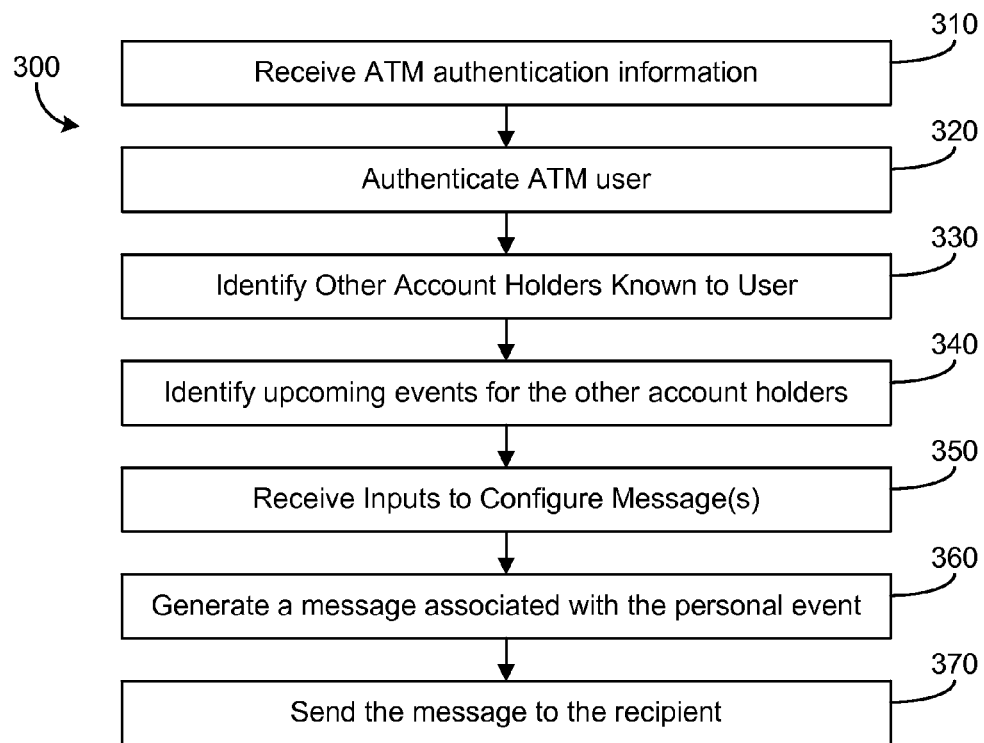 310
300
Receive ATM authentication information
320
Authenticate ATM user
330
Identify Other Account Holders Known to User
340
Identify upcoming events for the other account holders
350
Receive Inputs to Configure Message(s)
360
Generate a message associated with the personal event
370
Send the message to the recipient